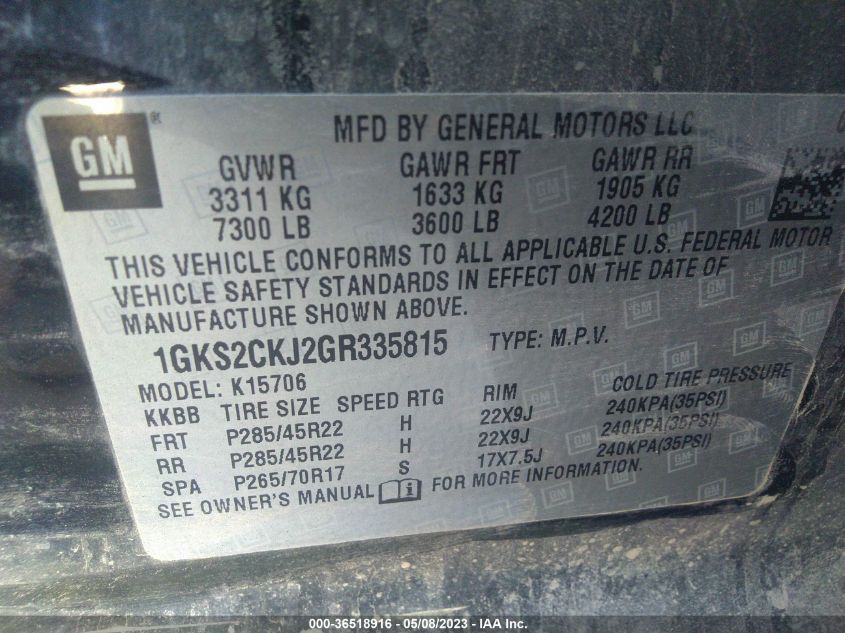 GM ®
MFD BY GENERAL MOTORS LLC
GVWR GAWR FRT GAWR RR
3311 KG 1633 KG 1905 KG
7300 LB 3600 LB 4200 LB
THIS VEHICLE CONFORMS TO ALL APPLICABLE U.S. FEDERAL MOTOR
VEHICLE SAFETY STANDARDS IN EFFECT ON THE DATE OF
MANUFACTURE SHOWN ABOVE.
1GKS2CKJ2GR335815 TYPE: M.P.V.
MODEL: K15706
KKBB TIRE SIZE SPEED RTG RIM COLD TIRE PRESSURE
FRT P285/45R22 H 22X9J 240KPA(35PSI)
RR P285/45R22 H 22X9J 240KPA(35PSI)
SPA P265/70R17 S 17X7.5J 240KPA(35PSI)
SEE OWNER'S MANUAL i FOR MORE INFORMATION.
000-36518916 - 05/08/2023 - IAA Inc.